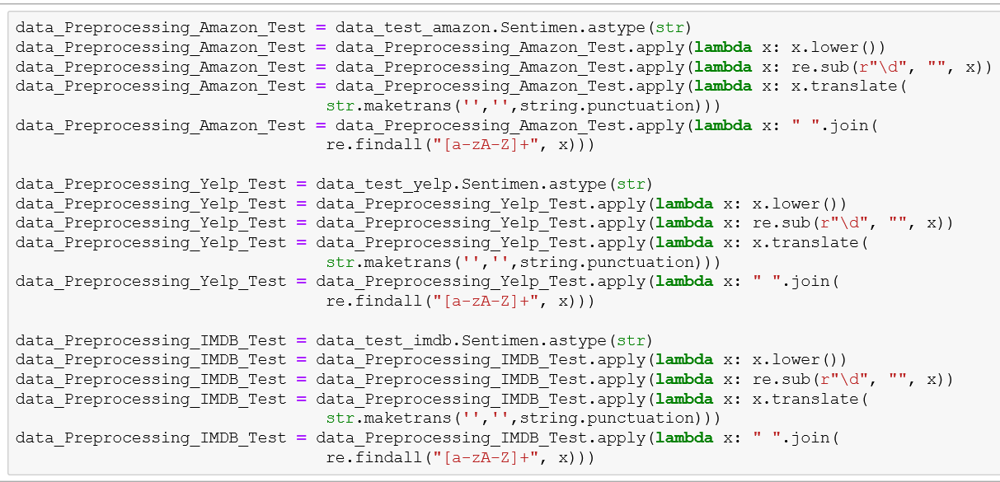 data_Preprocessing_Amazon_Test = data_test_amazon.Sentimen.astype(str)
data_Preprocessing_Amazon_Test = data_Preprocessing_Amazon_Test.apply(lambda x: x.lower())
data_Preprocessing_Amazon_Test = data_Preprocessing_Amazon_Test.apply(lambda x: re.sub(r"\d", "", x))
data_Preprocessing_Amazon_Test = data_Preprocessing_Amazon_Test.apply(lambda x: x.translate(
                                str.maketrans('','',string.punctuation)))
data_Preprocessing_Amazon_Test = data_Preprocessing_Amazon_Test.apply(lambda x: " ".join(
                                re.findall("[a-zA-Z]+", x)))

data_Preprocessing_Yelp_Test = data_test_yelp.Sentimen.astype(str)
data_Preprocessing_Yelp_Test = data_Preprocessing_Yelp_Test.apply(lambda x: x.lower())
data_Preprocessing_Yelp_Test = data_Preprocessing_Yelp_Test.apply(lambda x: re.sub(r"\d", "", x))
data_Preprocessing_Yelp_Test = data_Preprocessing_Yelp_Test.apply(lambda x: x.translate(
                                str.maketrans('','',string.punctuation)))
data_Preprocessing_Yelp_Test = data_Preprocessing_Yelp_Test.apply(lambda x: " ".join(
                                re.findall("[a-zA-Z]+", x)))

data_Preprocessing_IMDB_Test = data_test_imdb.Sentimen.astype(str)
data_Preprocessing_IMDB_Test = data_Preprocessing_IMDB_Test.apply(lambda x: x.lower())
data_Preprocessing_IMDB_Test = data_Preprocessing_IMDB_Test.apply(lambda x: re.sub(r"\d", "", x))
data_Preprocessing_IMDB_Test = data_Preprocessing_IMDB_Test.apply(lambda x: x.translate(
                                str.maketrans('','',string.punctuation)))
data_Preprocessing_IMDB_Test = data_Preprocessing_IMDB_Test.apply(lambda x: " ".join(
                                re.findall("[a-zA-Z]+", x)))